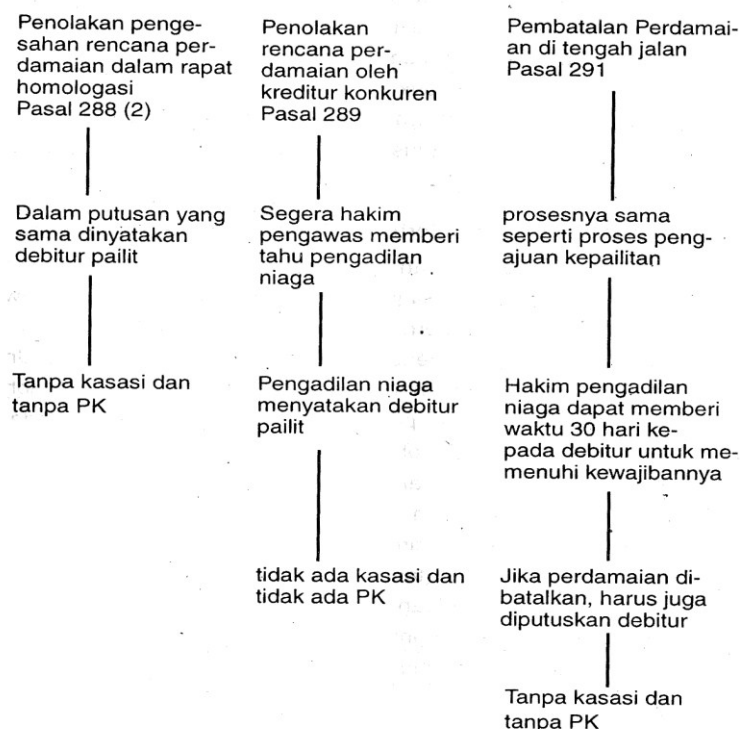 Penolakan penge-
sahan rencana per-
damaian dalam rapat
homologasi
Pasal 288 (2)
Dalam putusan yang
sama dinyatakan
debitur pailit
Tanpa kasasi dan
tanpa PK
Penolakan
rencana per-
damaian oleh
kreditur konkuren
Pasal 289
Segera hakim
pengawas memberi
tahu pengadilan
niaga
Pengadilan niaga
menyatakan debitur
pailit
tidak ada kasasi dan
tidak ada PK
Pembatalan Perdamai-
an di tengah jalan
Pasal 291
prosesnya sama
seperti proses peng-
ajuan kepailitan
Hakim pengadilan
niaga dapat memberi
waktu 30 hari ke-
pada debitur untuk me-
menuhi kewajibannya
Jika perdamaian di-
batalkan, harus juga
diputuskan debitur
Tanpa kasasi dan
tanpa PK